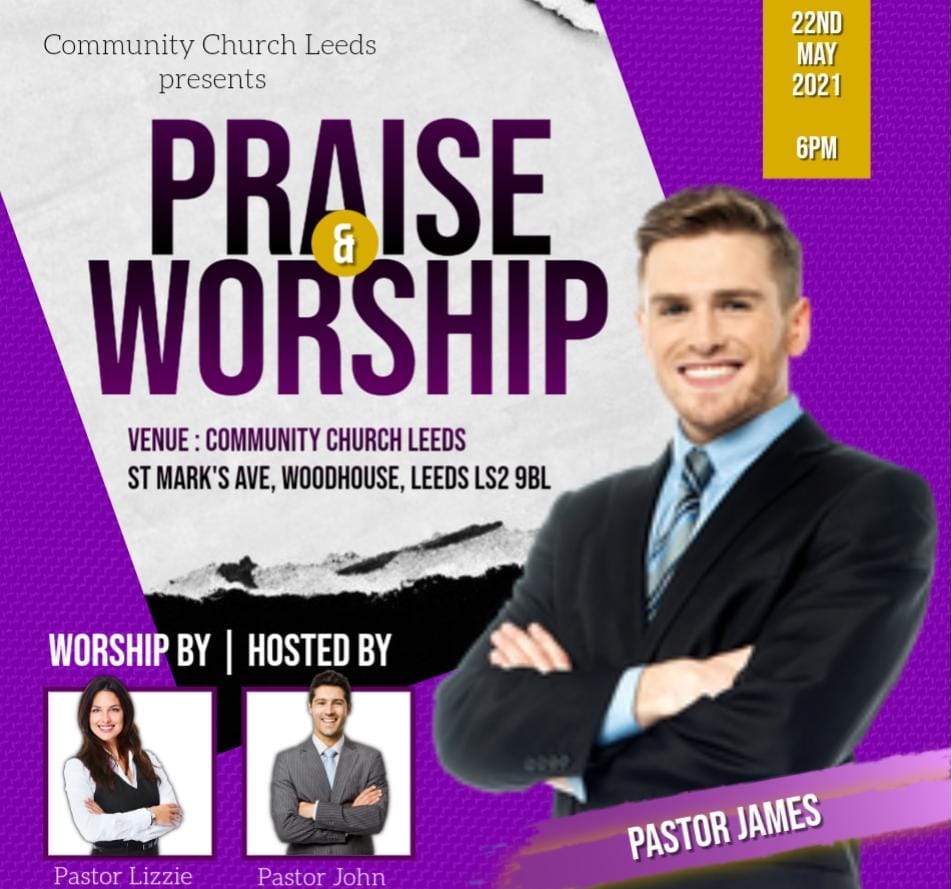 Community Church Leeds
presents
22ND
MAY
2021
6PM
PRAISE
&
WORSHIP
VENUE : COMMUNITY CHURCH LEEDS
ST MARK'S AVE, WOODHOUSE, LEEDS LS2 9BL
WORSHIP BY | HOSTED BY
Pastor Lizzie
Pastor John
PASTOR JAMES